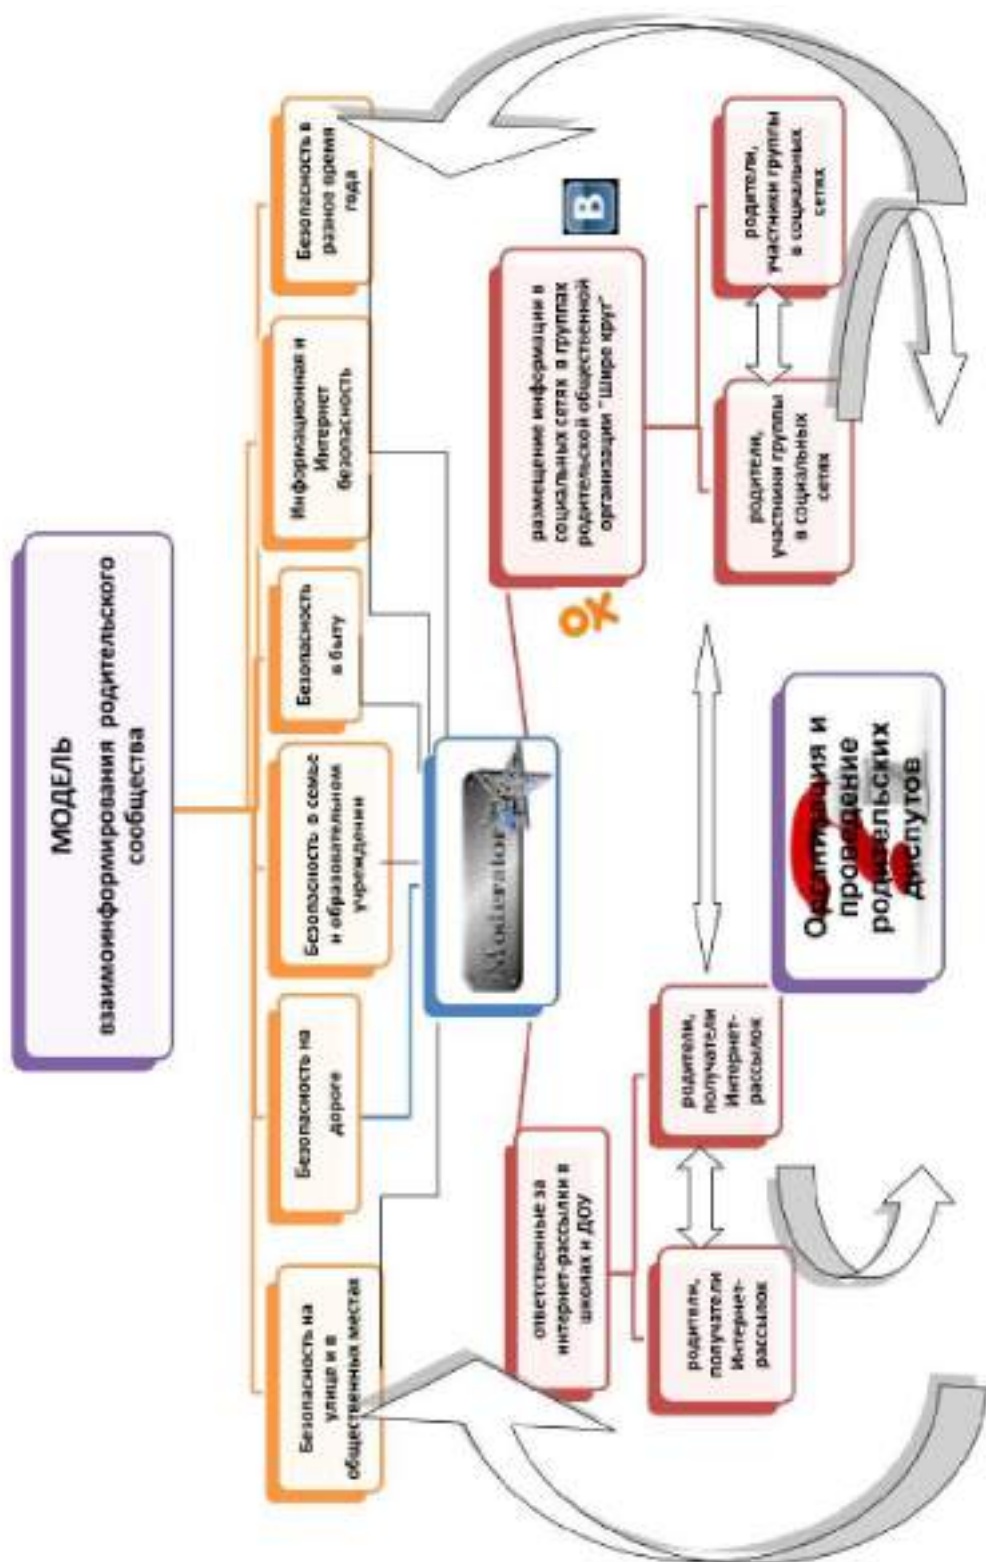 МОДЕЛЬ
взаимоинформирования родительского
сообщества
Безопасность на
улице и в
общественных местах
Безопасность на
дороге
Безопасность в семье
и образовательном
учреждении
Безопасность
в быту
Информационная и
Интернет
безопасность
Безопасность в
разное время
года
Moderator
ответственные за
интернет-рассылки в
школах и ДОУ
размещение информации в
социальных сетях в группах
родительской общественной
организации "Шире круг"
В
ОК
родители,
получатели
Интернет-
рассылок
родители,
получатели
Интернет-
рассылок
родители,
участники группы
в социальных
сетях
родители,
участники группы
в социальных
сетях
Организация и
проведение
родительских
диспутов